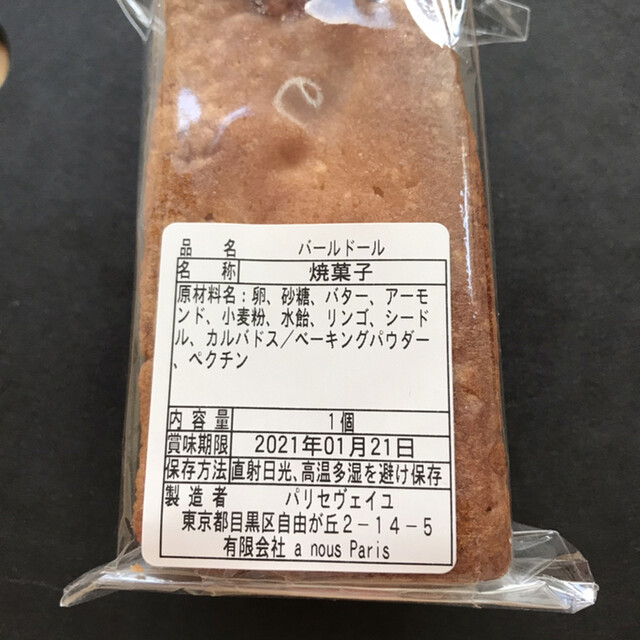 品名 バールドール
名称 焼菓子
原材料名：卵、砂糖、バター、アーモ
ンド、小麦粉、水飴、リンゴ、シード
ル、カルバドス／ベーキングパウダー
、ペクチン
内容量 1個
賞味期限 2021年01月21日
保存方法 直射日光、高温多湿を避け保存
製造者 パリセヴェイユ
東京都目黒区自由が丘2-14-5
有限会社 a nous Paris